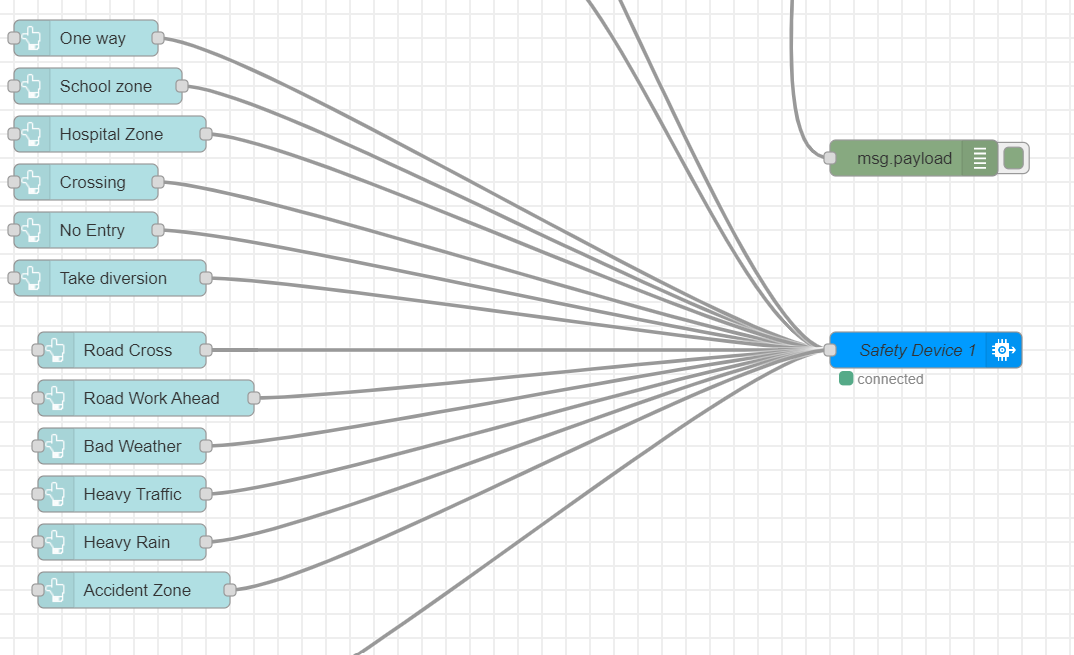 One way
School zone
Hospital Zone
Crossing
msg.payload
No Entry
Take diversion
Road Cross
Safety Device 1
connected
Road Work Ahead
Bad Weather
Heavy Traffic
Heavy Rain
Accident Zone